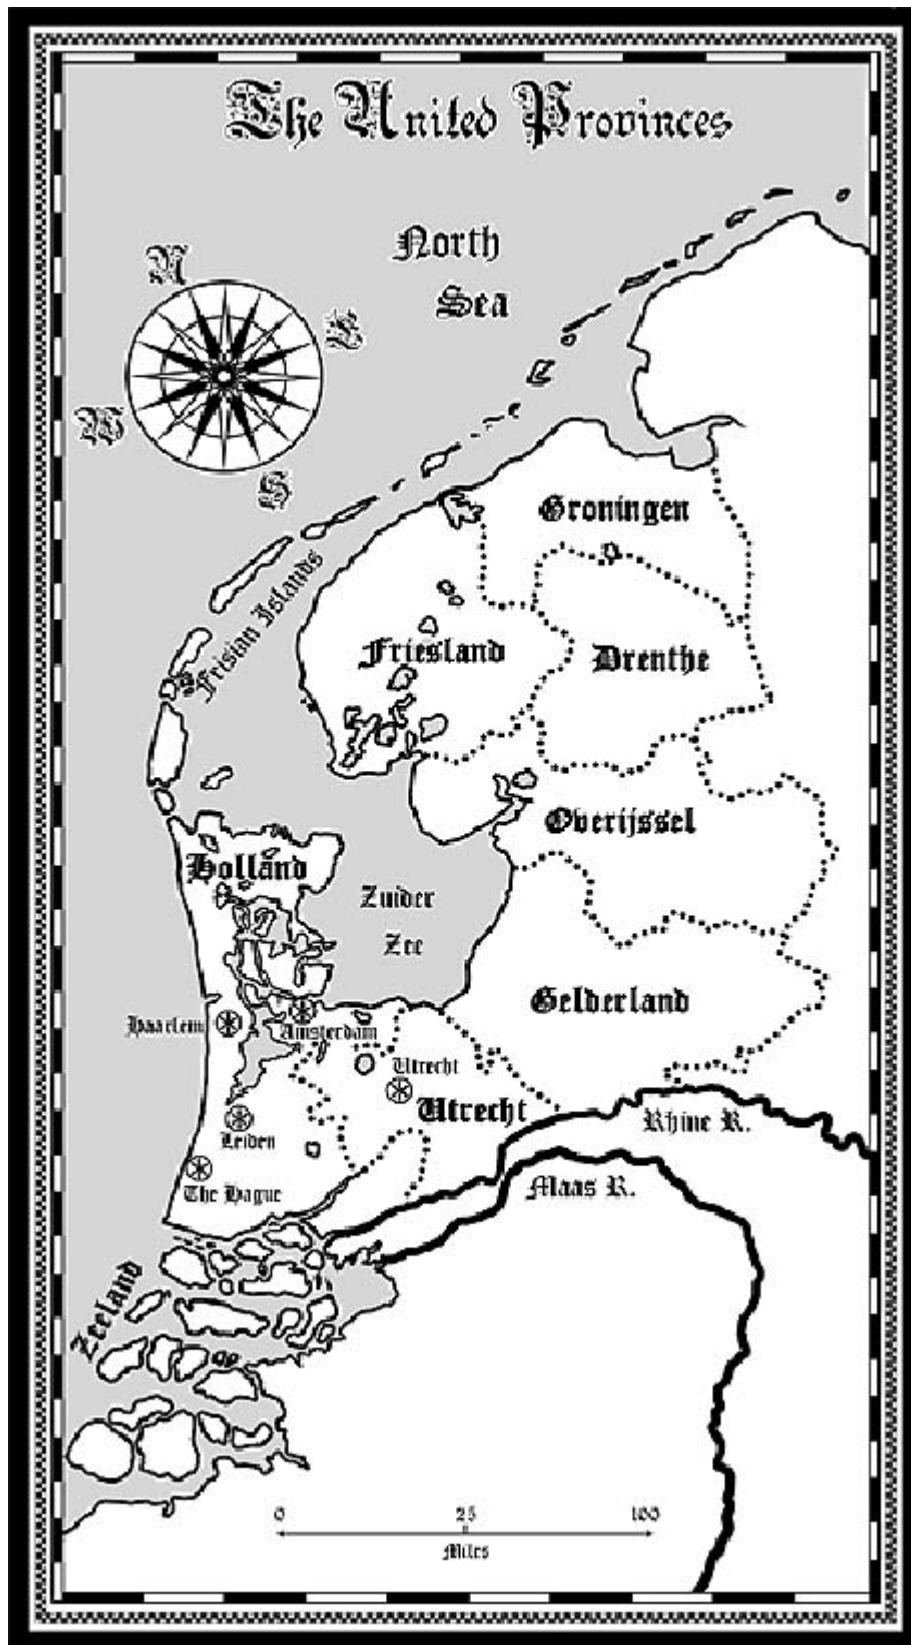 The United Provinces
North
Sea
N
E
W
S
Groningen
Frisian Islands
Friesland
Drenthe
Overijssel
Holland
Zuider
Zee
Gelderland
Haarlem
Amsterdam
Utrecht
Utrecht
Leiden
Rhine R.
The Hague
Maas R.
Zeeland
0 25 100
Miles